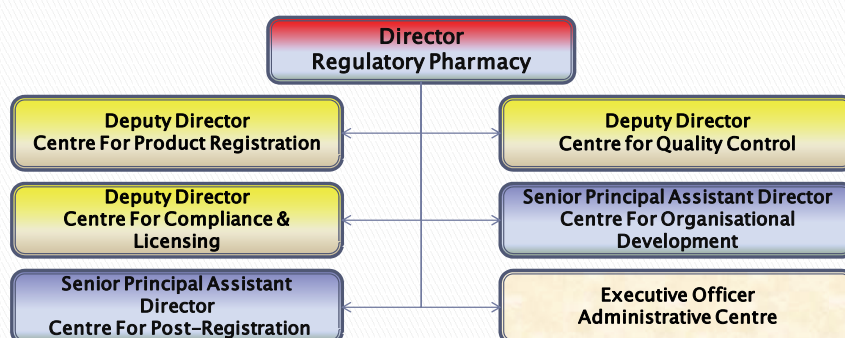 Director
Regulatory Pharmacy
Deputy Director
Centre For Product Registration
Deputy Director
Centre for Quality Control
Deputy Director
Centre For Compliance &
Licensing
Senior Principal Assistant Director
Centre For Organisational
Development
Senior Principal Assistant
Director
Centre For Post-Registration
Executive Officer
Administrative Centre